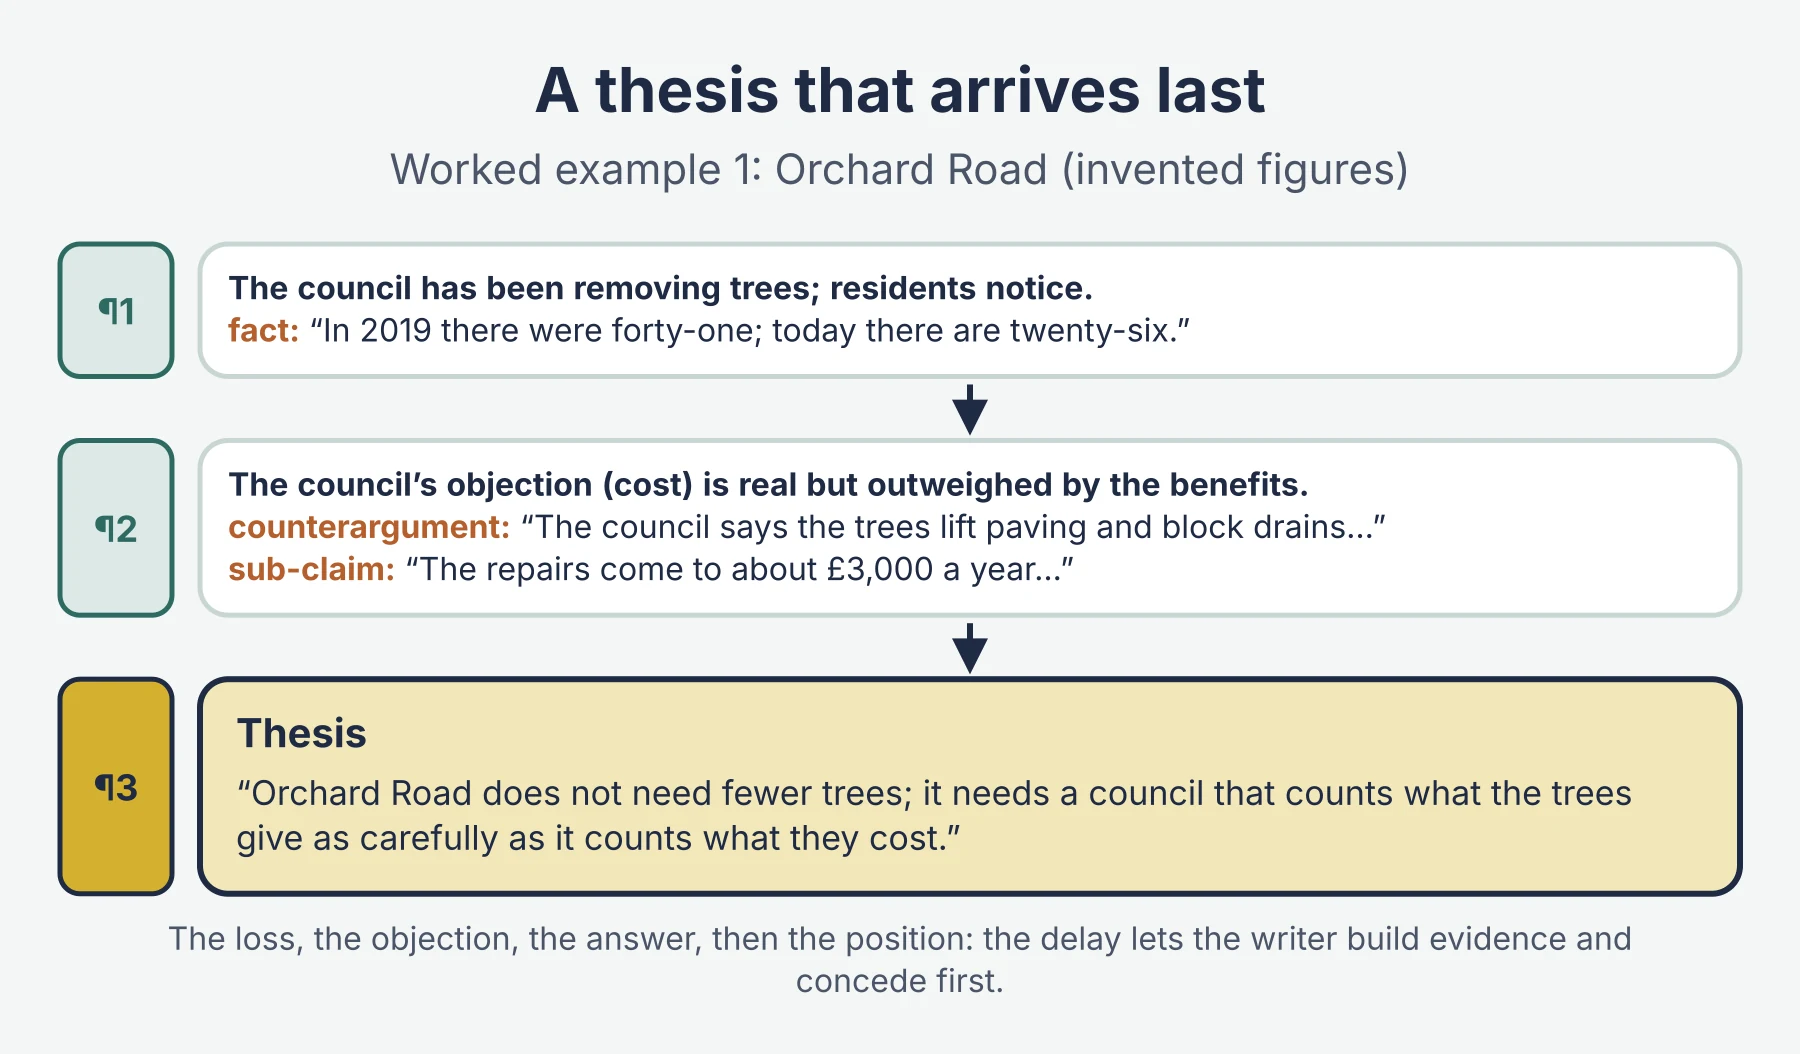 A thesis that arrives last
Worked example 1: Orchard Road (invented figures)
¶1
The council has been removing trees; residents notice.
fact: “In 2019 there were forty-one; today there are twenty-six.”
¶2
The council’s objection (cost) is real but outweighed by the benefits.
counterargument: “The council says the trees lift paving and block drains…”
sub-claim: “The repairs come to about £3,000 a year…”
¶3
Thesis
“Orchard Road does not need fewer trees; it needs a council that counts what the trees
give as carefully as it counts what they cost.”
The loss, the objection, the answer, then the position: the delay lets the writer build evidence and
concede first.